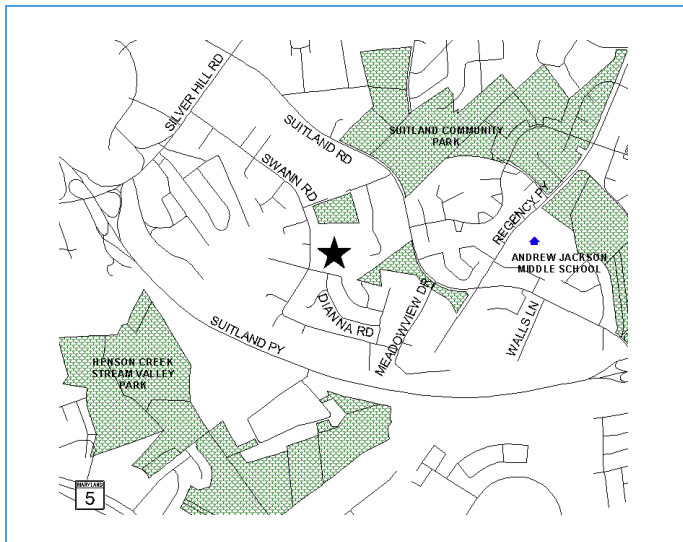 SILVER HILL RD
SUITLAND RD
SUITLAND COMMUNITY
PARK
SWANN RD
REGENCY PY
ANDREW JACKSON
MIDDLE SCHOOL
DIANNA RD
MEADOWVIEW DR
WALLS LN
SUITLAND PY
HENSON CREEK
STREAM VALLEY
PARK
MARYLAND
5